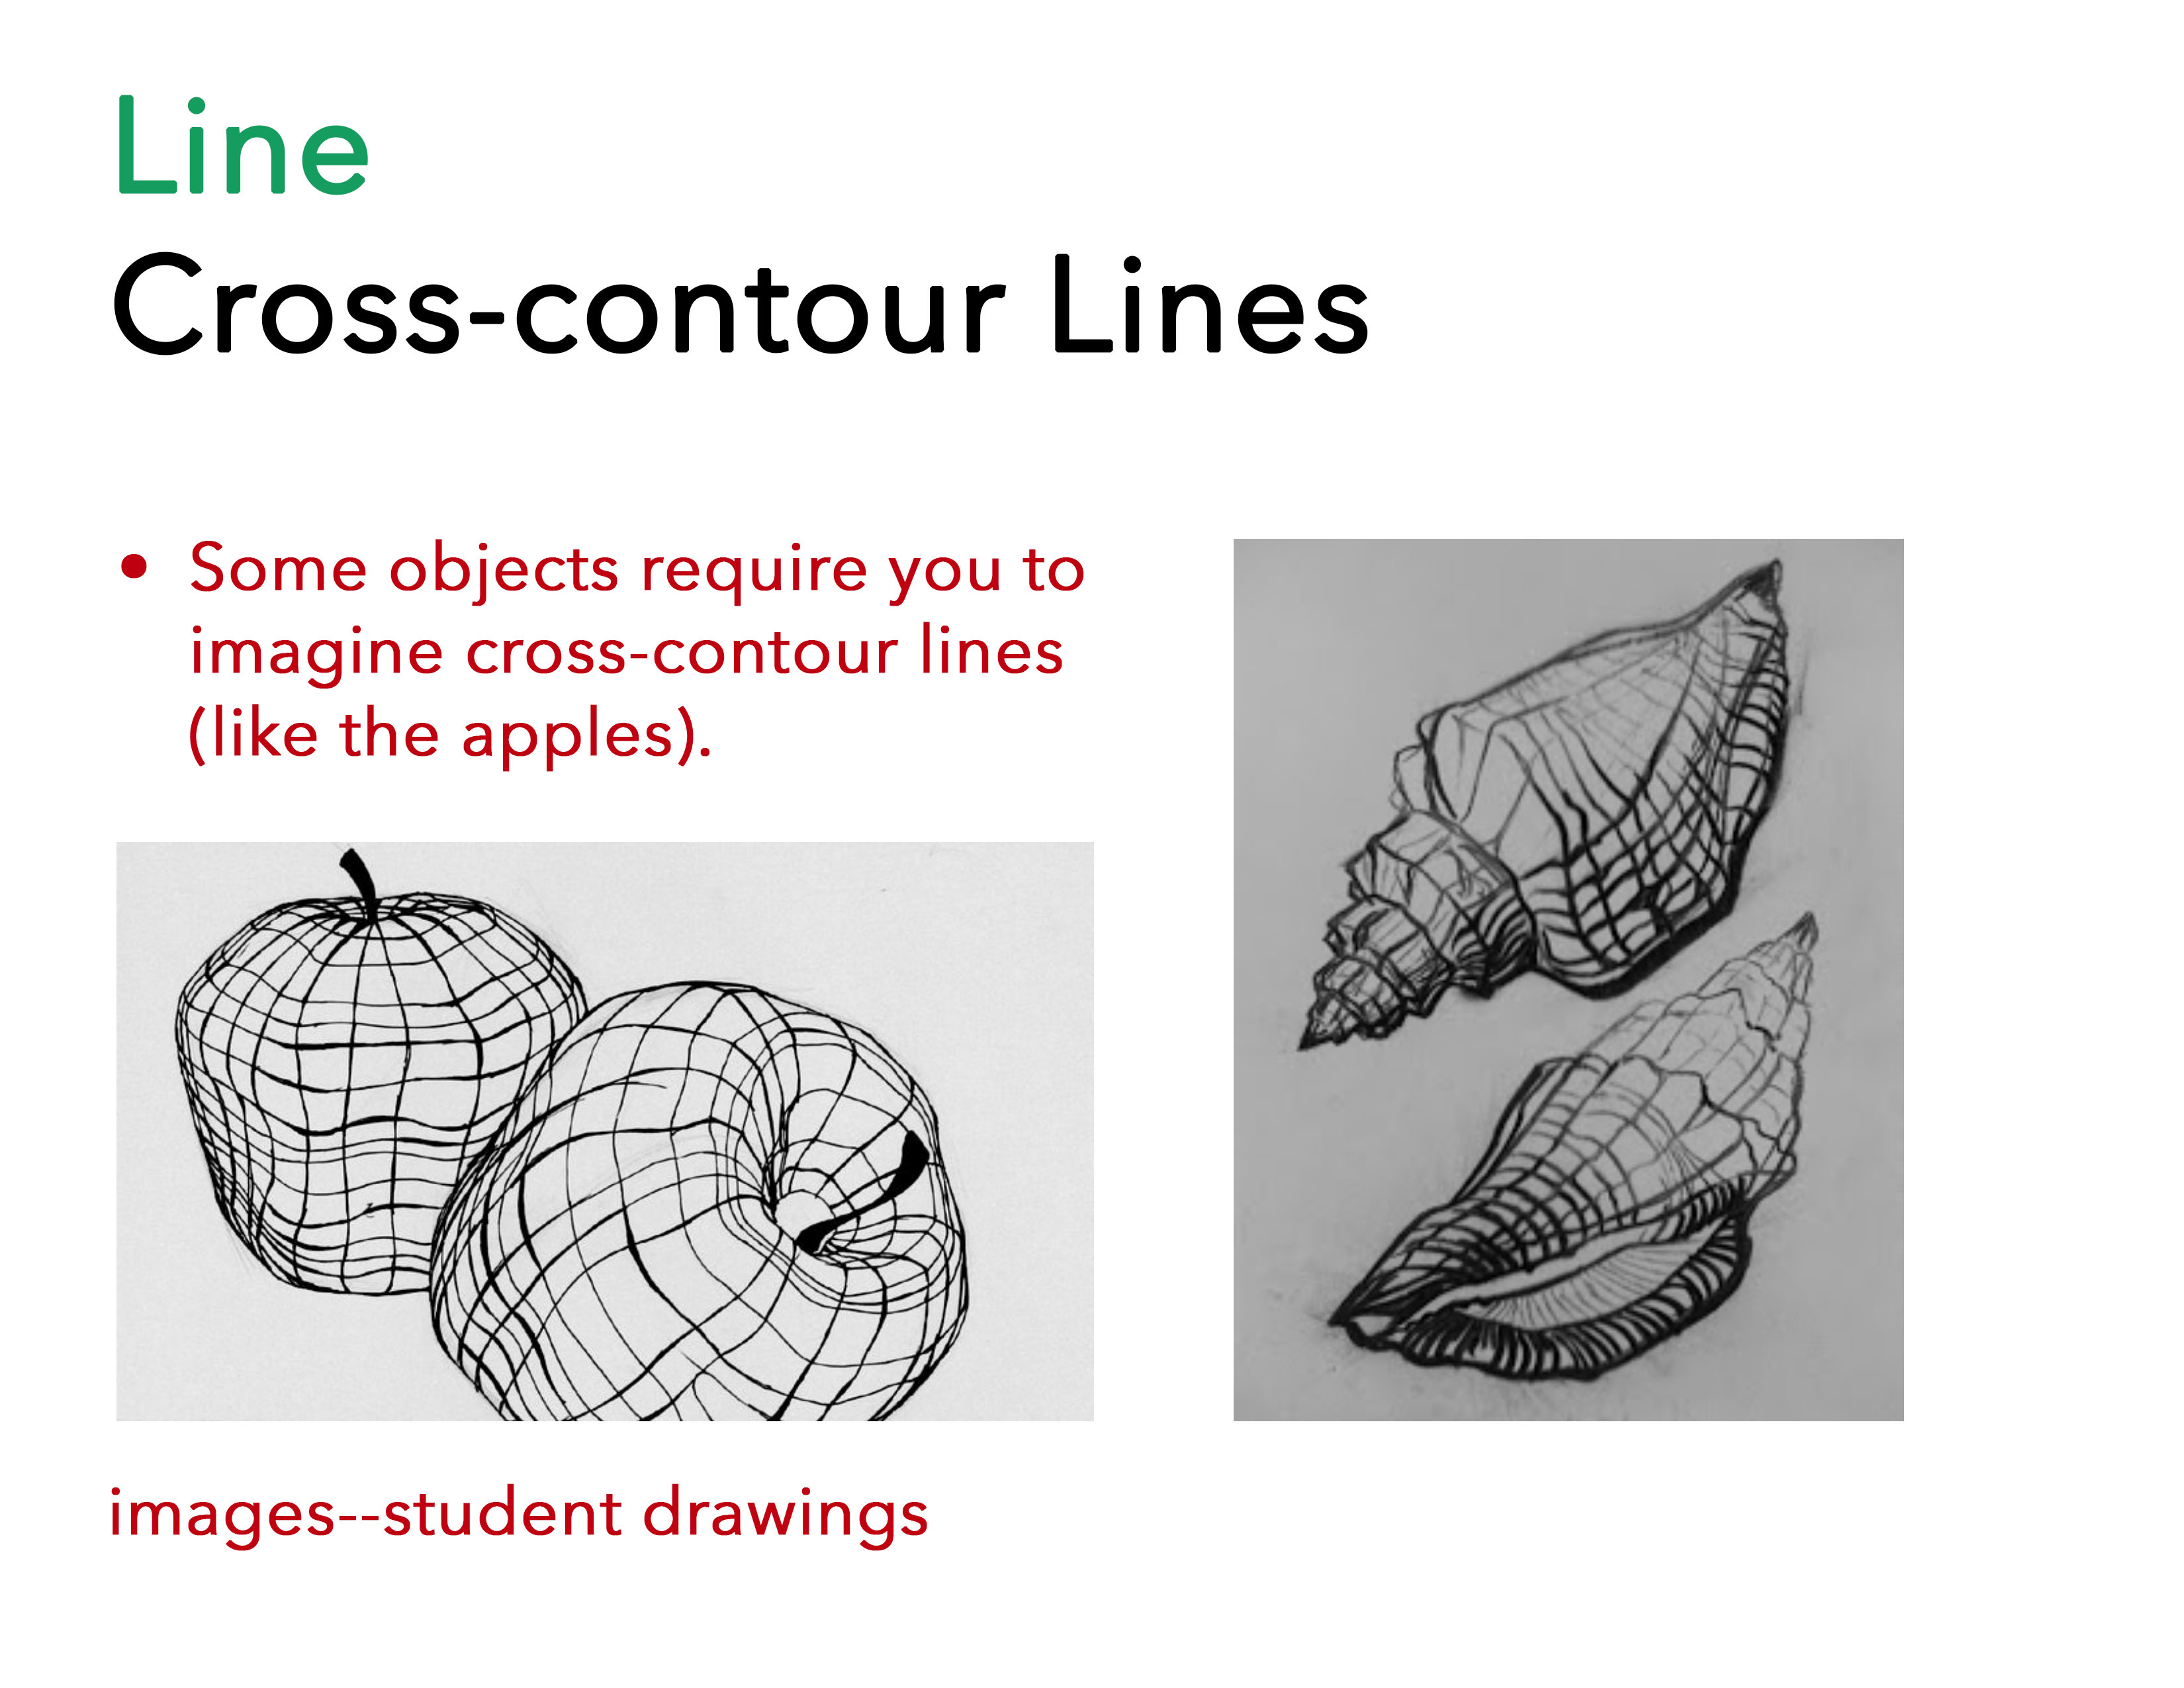 Line
Cross-contour Lines
• Some objects require you to
imagine cross-contour lines
(like the apples).
images--student drawings